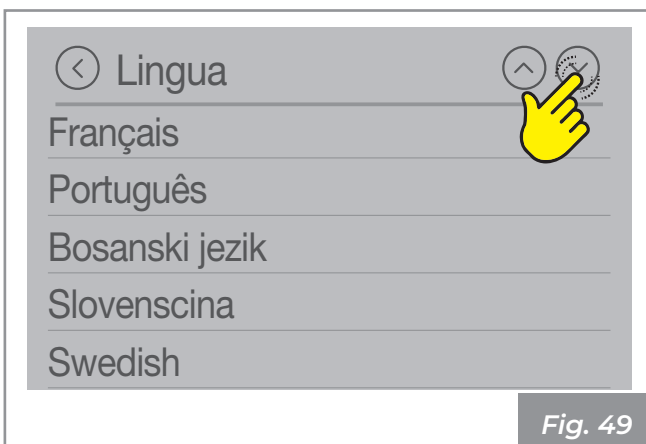 Lingua
Français
Português
Bosanski jezik
Slovenscina
Swedish
Fig. 49